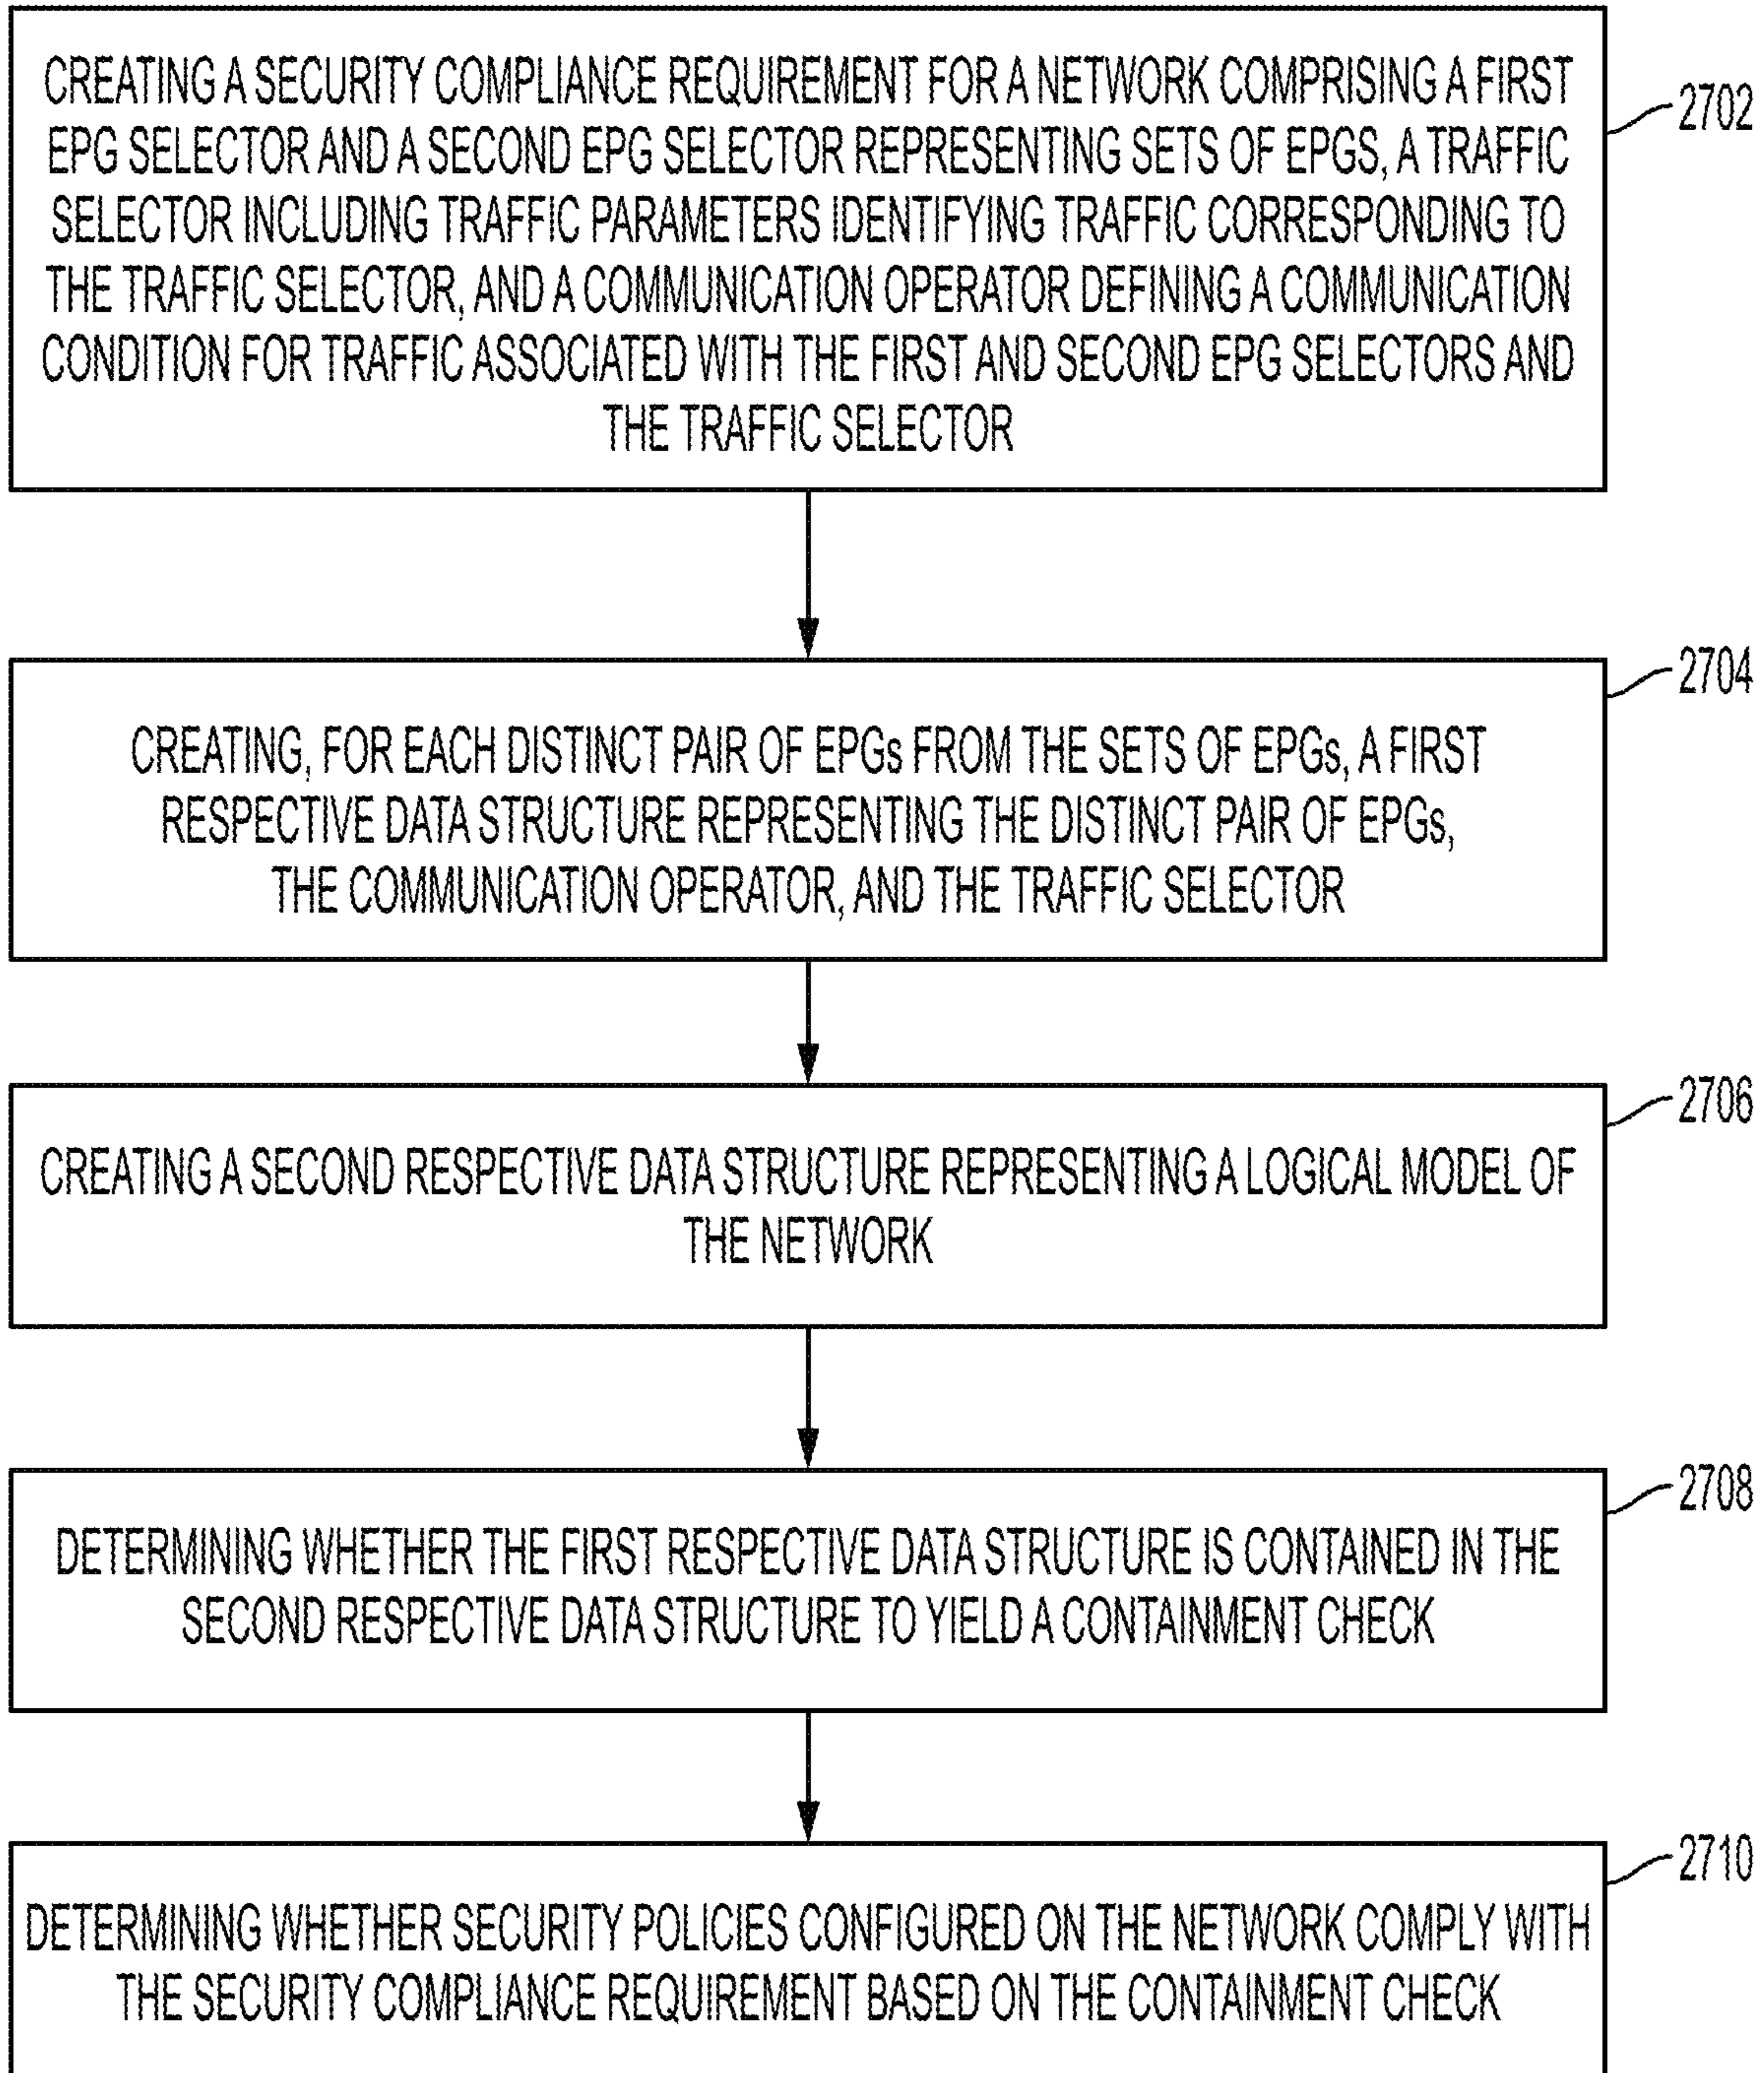 CREATING A SECURITY COMPLIANCE REQUIREMENT FOR A NETWORK COMPRISING A FIRST
EPG SELECTOR AND A SECOND EPG SELECTOR REPRESENTING SETS OF EPGS, A TRAFFIC
SELECTOR INCLUDING TRAFFIC PARAMETERS IDENTIFYING TRAFFIC CORRESPONDING TO
THE TRAFFIC SELECTOR, AND A COMMUNICATION OPERATOR DEFINING A COMMUNICATION
CONDITION FOR TRAFFIC ASSOCIATED WITH THE FIRST AND SECOND EPG SELECTORS AND
THE TRAFFIC SELECTOR
2702
CREATING, FOR EACH DISTINCT PAIR OF EPGs FROM THE SETS OF EPGs, A FIRST
RESPECTIVE DATA STRUCTURE REPRESENTING THE DISTINCT PAIR OF EPGs,
THE COMMUNICATION OPERATOR, AND THE TRAFFIC SELECTOR
2704
CREATING A SECOND RESPECTIVE DATA STRUCTURE REPRESENTING A LOGICAL MODEL OF
THE NETWORK
2706
DETERMINING WHETHER THE FIRST RESPECTIVE DATA STRUCTURE IS CONTAINED IN THE
SECOND RESPECTIVE DATA STRUCTURE TO YIELD A CONTAINMENT CHECK
2708
DETERMINING WHETHER SECURITY POLICIES CONFIGURED ON THE NETWORK COMPLY WITH
THE SECURITY COMPLIANCE REQUIREMENT BASED ON THE CONTAINMENT CHECK
2710